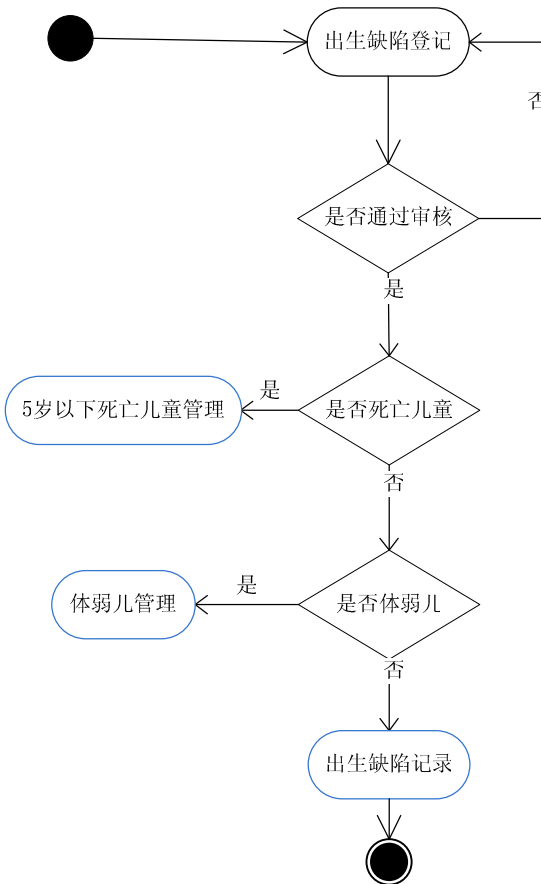 出生缺陷登记
否
是否通过审核
是
是
5岁以下死亡儿童管理
是否死亡儿童
否
是
体弱儿管理
是否体弱儿
否
出生缺陷记录